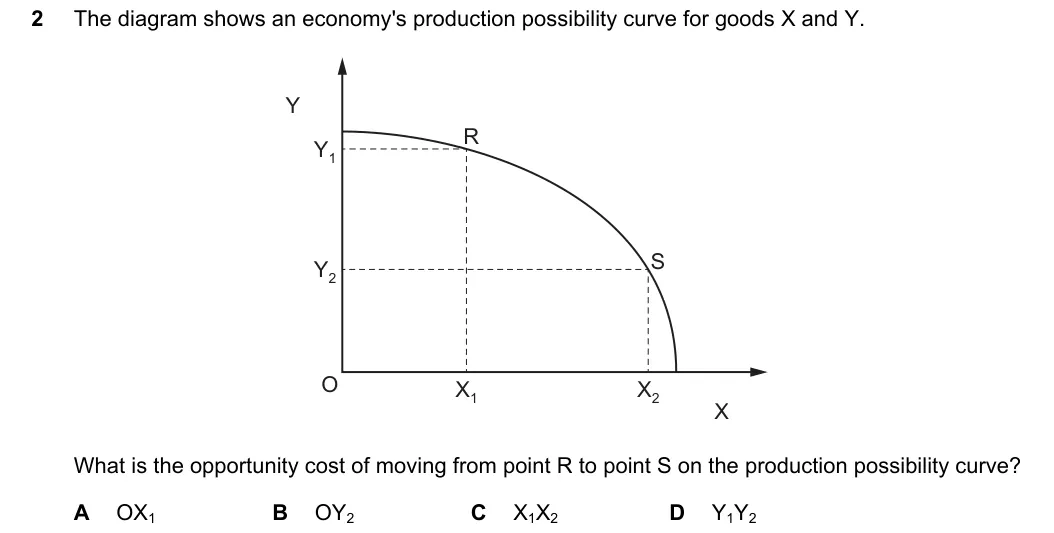 2 The diagram shows an economy's production possibility curve for goods X and Y.
Y
R
Y₁
S
Y₂
O
X₁
X₂
X
What is the opportunity cost of moving from point R to point S on the production possibility curve?
A OX₁ B OY₂ C X₁X₂ D Y₁Y₂